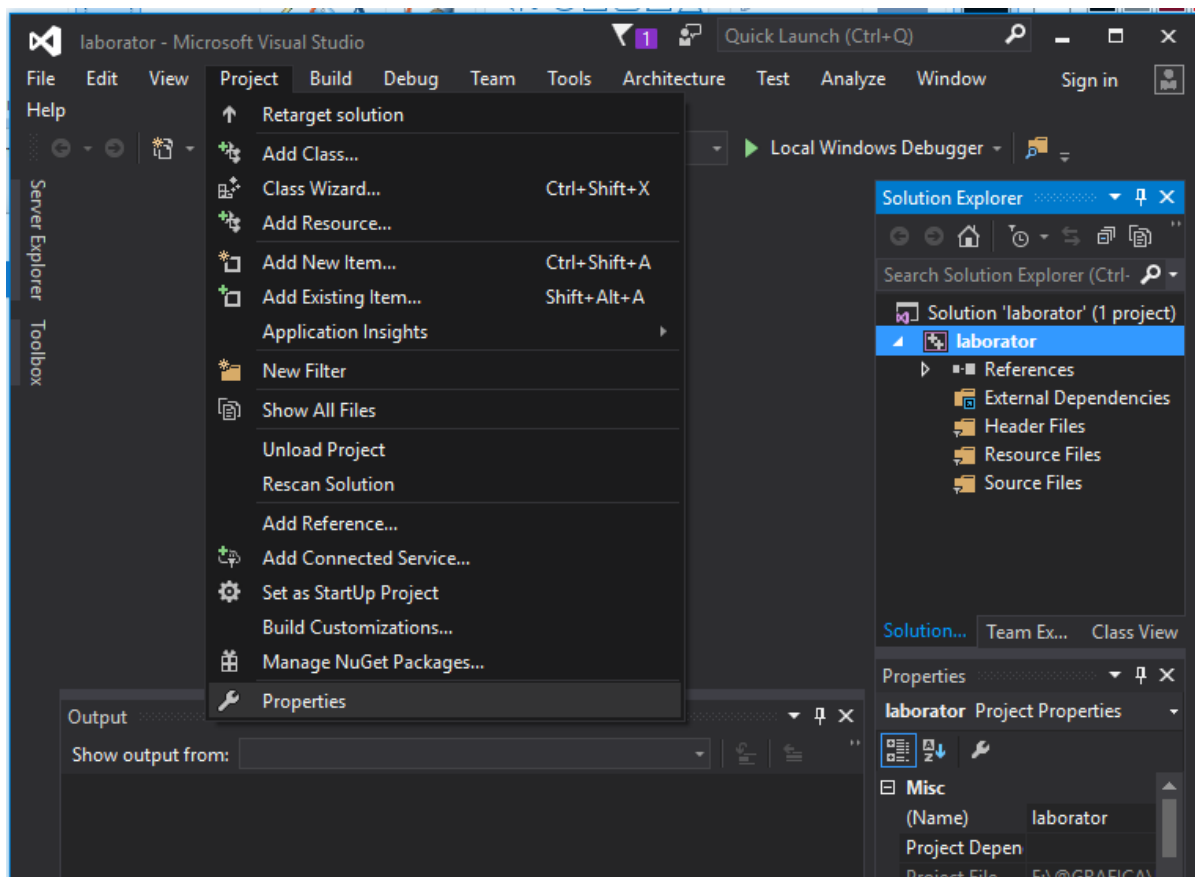 laborator - Microsoft Visual Studio
1
Quick Launch (Ctrl+Q)
File Edit View Project Build Debug Team Tools Architecture Test Analyze Window Sign in
Help
Local Windows Debugger
Server Explorer
Toolbox
Retarget solution
Add Class...
Class Wizard... Ctrl+Shift+X
Add Resource...
Add New Item... Ctrl+Shift+A
Add Existing Item... Shift+Alt+A
Application Insights
New Filter
Show All Files
Unload Project
Rescan Solution
Add Reference...
Add Connected Service...
Set as StartUp Project
Build Customizations...
Manage NuGet Packages...
Properties
Output
Show output from:
Solution Explorer
Search Solution Explorer (Ctrl-
Solution 'laborator' (1 project)
laborator
References
External Dependencies
Header Files
Resource Files
Source Files
Solution... Team Ex... Class View
Properties
laborator Project Properties
Misc
(Name) laborator
Project Depen
Project File E:\@GRAFICA\